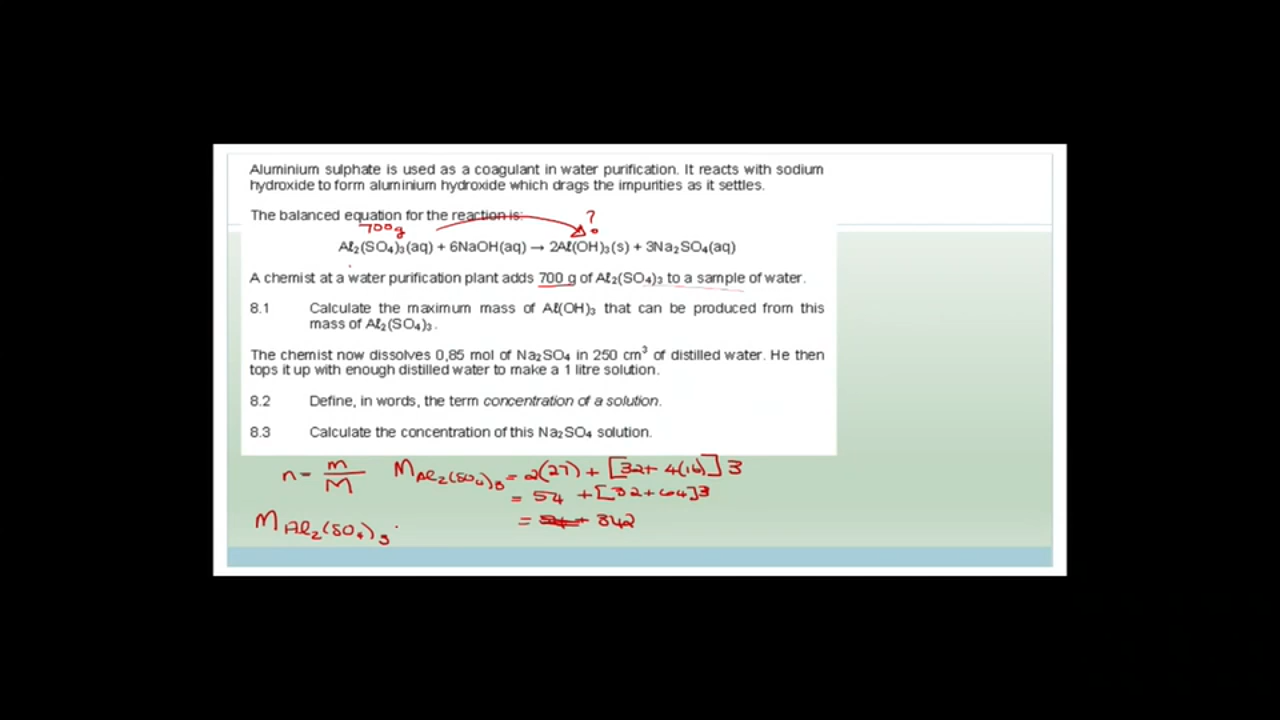 Aluminium sulphate is used as a coagulant in water purification. It reacts with sodium
hydroxide to form aluminium hydroxide which drags the impurities as it settles.
The balanced equation for the reaction is:
700g
?
Aℓ₂(SO₄)₃(aq) + 6NaOH(aq) → 2Aℓ(OH)₃(s) + 3Na₂SO₄(aq)
A chemist at a water purification plant adds 700 g of Aℓ₂(SO₄)₃ to a sample of water.
8.1 Calculate the maximum mass of Aℓ(OH)₃ that can be produced from this
mass of Aℓ₂(SO₄)₃.
The chemist now dissolves 0,85 mol of Na₂SO₄ in 250 cm³ of distilled water. He then
tops it up with enough distilled water to make a 1 litre solution.
8.2 Define, in words, the term concentration of a solution.
8.3 Calculate the concentration of this Na₂SO₄ solution.
n = m/M M Aℓ₂(SO₄)₃ = 2(27) + [32+ 4(16)] 3
= 54 + [32+64]3
= 342
M Aℓ₂(SO₄)₃